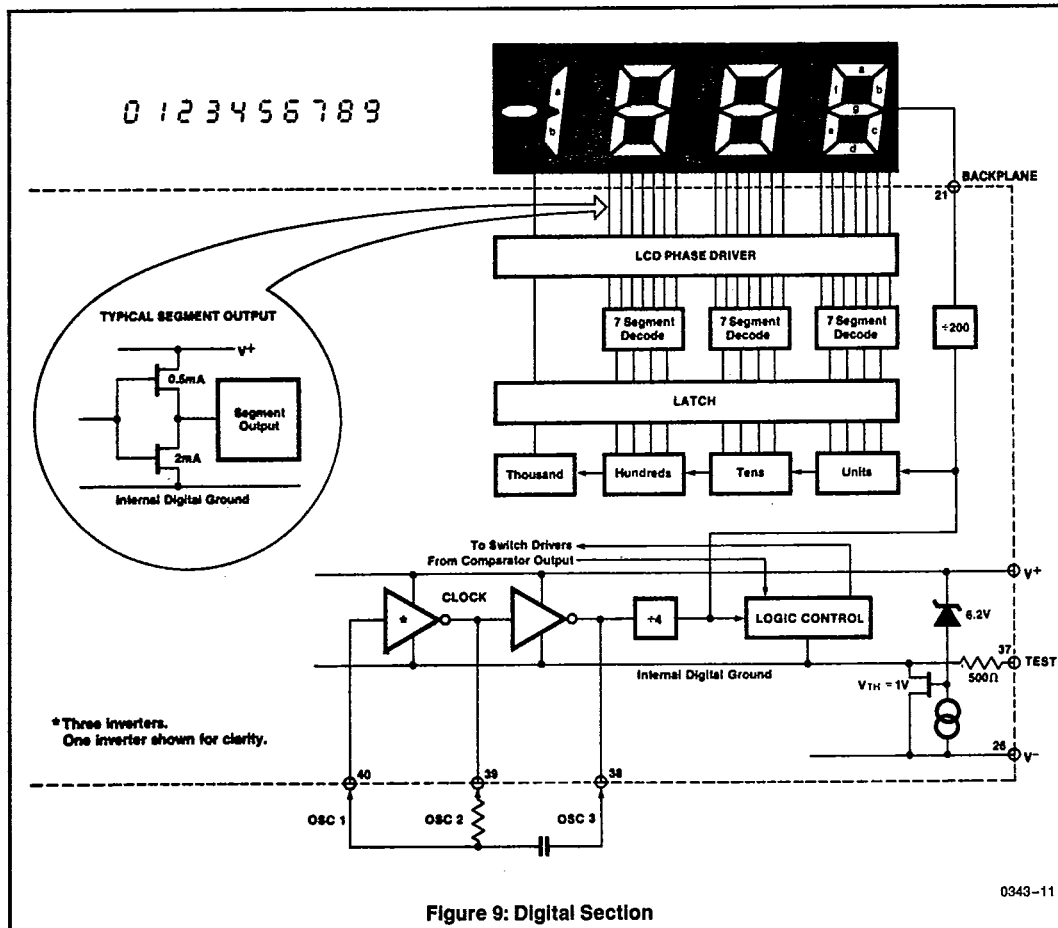 0 1 2 3 4 5 6 7 8 9
a
b
a
f
b
g
e
c
d
BACKPLANE
21
LCD PHASE DRIVER
TYPICAL SEGMENT OUTPUT
7 Segment
Decode
7 Segment
Decode
7 Segment
Decode
÷200
V+
0.5mA
Segment
Output
2mA
Internal Digital Ground
LATCH
Thousand
Hundreds
Tens
Units
To Switch Drivers
From Comparator Output
V+
CLOCK
*
÷4
LOGIC CONTROL
6.2V
37
TEST
500Ω
Internal Digital Ground
VTH = 1V
*Three inverters.
One inverter shown for clarity.
26
V−
40
39
38
OSC 1
OSC 2
OSC 3
0343–11
Figure 9: Digital Section